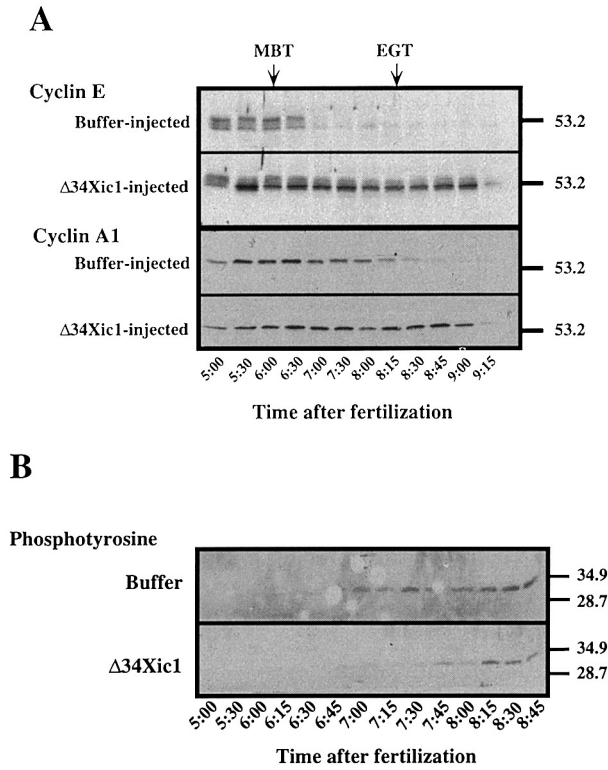 A
MBT EGT
Cyclin E
Buffer-injected 53.2
Δ34Xic1-injected 53.2
Cyclin A1
Buffer-injected 53.2
Δ34Xic1-injected 53.2
5:00 5:30 6:00 6:30 7:00 7:30 8:00 8:15 8:30 8:45 9:00 9:15
Time after fertilization
B
Phosphotyrosine
Buffer 34.9
28.7
Δ34Xic1 34.9
28.7
5:00 5:30 6:00 6:15 6:30 6:45 7:00 7:15 7:30 7:45 8:00 8:15 8:30 8:45
Time after fertilization